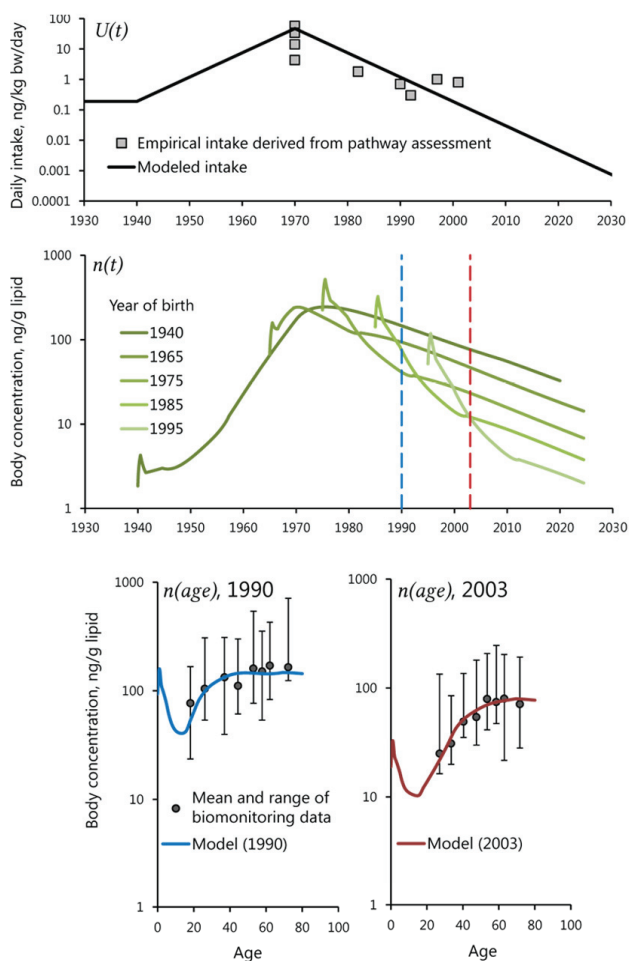 U(t)
Daily intake, ng/kg bw/day
100
10
1
0.1
0.01
0.001
0.0001
Empirical intake derived from pathway assessment
Modeled intake
1930 1940 1950 1960 1970 1980 1990 2000 2010 2020 2030
n(t)
Body concentration, ng/g lipid
1000
100
10
1
Year of birth
1940
1965
1975
1985
1995
1930 1940 1950 1960 1970 1980 1990 2000 2010 2020 2030
n(age), 1990
Body concentration, ng/g lipid
1000
100
10
1
Mean and range of
biomonitoring data
Model (1990)
0 20 40 60 80 100
Age
n(age), 2003
1000
100
10
1
Model (2003)
0 20 40 60 80 100
Age